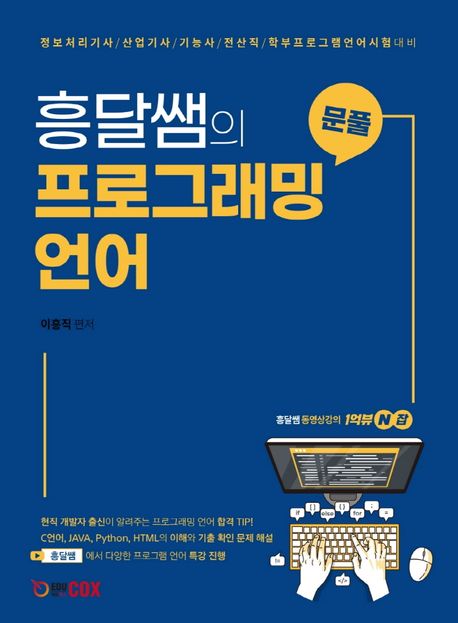 정보처리기사/산업기사/기능사/전산직/학부프로그램언어시험 대비
흥달쌤의
문풀
프로그래밍
언어
이흥직 편저
흥달쌤 동영상강의 1억뷰 N잡
if [ ] { } ; =
else ( ) for
</>
현직 개발자 출신이 알려주는 프로그래밍 언어 합격 TIP!
C언어, JAVA, Python, HTML의 이해와 기출 확인 문제 해설
흥달쌤 에서 다양한 프로그램 언어 특강 진행
EDU COX